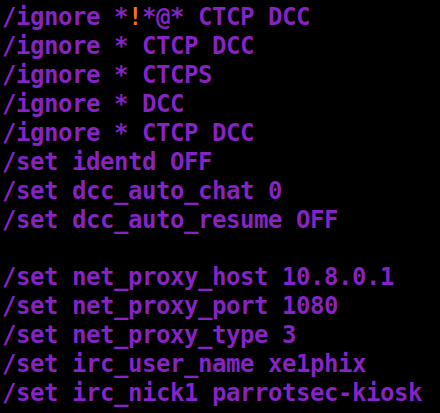 /ignore *!*@* CTCP DCC
/ignore * CTCP DCC
/ignore * CTCPS
/ignore * DCC
/ignore * CTCP DCC
/set identd OFF
/set dcc_auto_chat 0
/set dcc_auto_resume OFF
/set net_proxy_host 10.8.0.1
/set net_proxy_port 1080
/set net_proxy_type 3
/set irc_user_name xe1phix
/set irc_nick1 parrotsec-kiosk